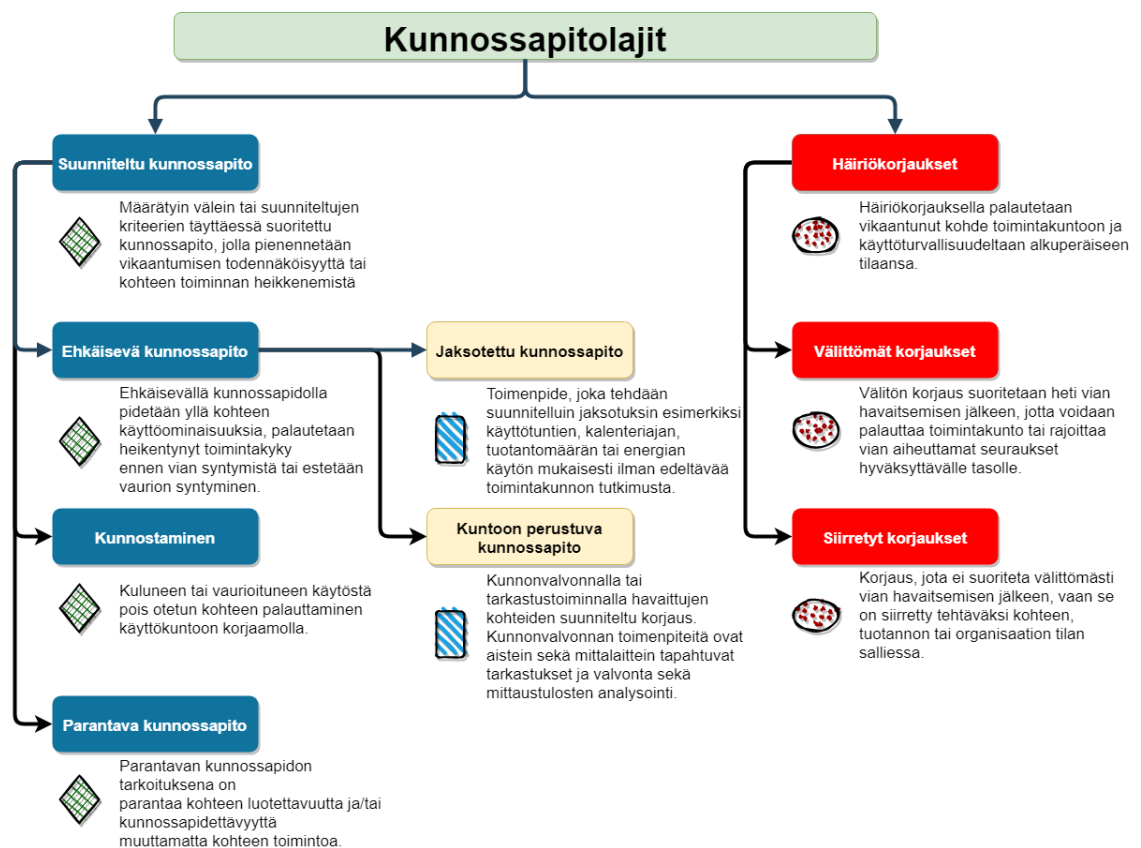 Kunnossapitolajit
Suunniteltu kunnossapito
Määrätyin välein tai suunniteltujen
kriteerien täyttäessä suoritettu
kunnossapito, jolla pienennetään
vikaantumisen todennäköisyyttä tai
kohteen toiminnan heikkenemistä
Ehkäisevä kunnossapito
Ehkäisevällä kunnossapidolla
pidetään yllä kohteen
käyttöominaisuuksia, palautetaan
heikentynyt toimintakyky
ennen vian syntymistä tai estetään
vaurion syntyminen.
Kunnostaminen
Kuluneen tai vaurioituneen käytöstä
pois otetun kohteen palauttaminen
käyttökuntoon korjaamolla.
Parantava kunnossapito
Parantavan kunnossapidon
tarkoituksena on
parantaa kohteen luotettavuutta ja/tai
kunnossapidettävyyttä
muuttamatta kohteen toimintoa.
Jaksotettu kunnossapito
Toimenpide, joka tehdään
suunnitelluin jaksotuksin esimerkiksi
käyttötuntien, kalenteriajan,
tuotantomäärän tai energian
käytön mukaisesti ilman edeltävää
toimintakunnon tutkimusta.
Kuntoon perustuva
kunnossapito
Kunnonvalvonnalla tai
tarkastustoiminnalla havaittujen
kohteiden suunniteltu korjaus.
Kunnonvalvonnan toimenpiteitä ovat
aistein sekä mittalaittein tapahtuvat
tarkastukset ja valvonta sekä
mittaustulosten analysointi.
Häiriökorjaukset
Häiriökorjauksella palautetaan
vikaantunut kohde toimintakuntoon ja
käyttöturvallisuudeltaan alkuperäiseen
tilaansa.
Välittömät korjaukset
Välitön korjaus suoritetaan heti vian
havaitsemisen jälkeen, jotta voidaan
palauttaa toimintakunto tai rajoittaa
vian aiheuttamat seuraukset
hyväksyttävälle tasolle.
Siirretyt korjaukset
Korjaus, jota ei suoriteta välittömästi
vian havaitsemisen jälkeen, vaan se
on siirretty tehtäväksi kohteen,
tuotannon tai organisaation tilan
salliessa.